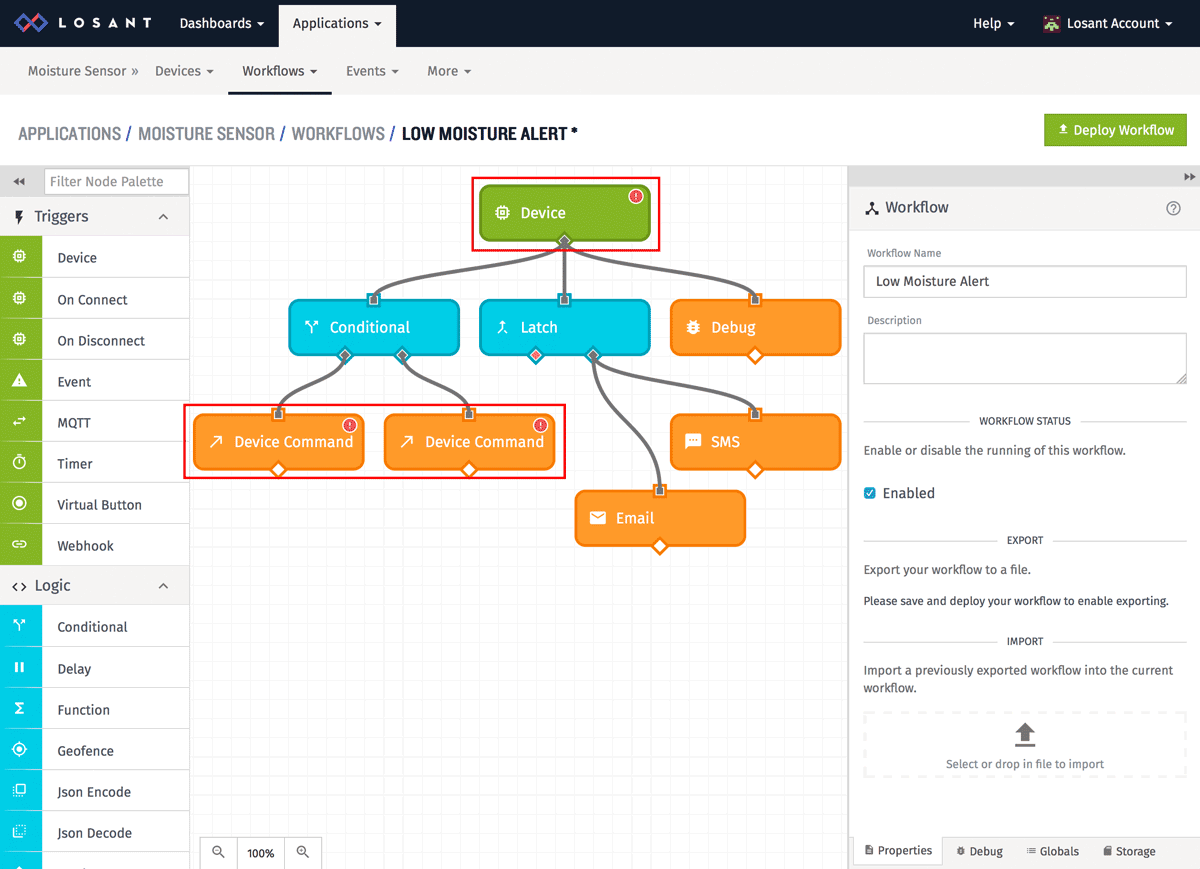 LOSANT Dashboards Applications Help Losant Account
Moisture Sensor » Devices Workflows Events More
APPLICATIONS / MOISTURE SENSOR / WORKFLOWS / LOW MOISTURE ALERT *
Deploy Workflow
Filter Node Palette
Triggers
Device
On Connect
On Disconnect
Event
MQTT
Timer
Virtual Button
Webhook
Logic
Conditional
Delay
Function
Geofence
Json Encode
Json Decode
Device
Conditional
Latch
Debug
Device Command
Device Command
SMS
Email
100%
Workflow
Workflow Name
Low Moisture Alert
Description
WORKFLOW STATUS
Enable or disable the running of this workflow.
Enabled
EXPORT
Export your workflow to a file.
Please save and deploy your workflow to enable exporting.
IMPORT
Import a previously exported workflow into the current
workflow.
Select or drop in file to import
Properties Debug Globals Storage